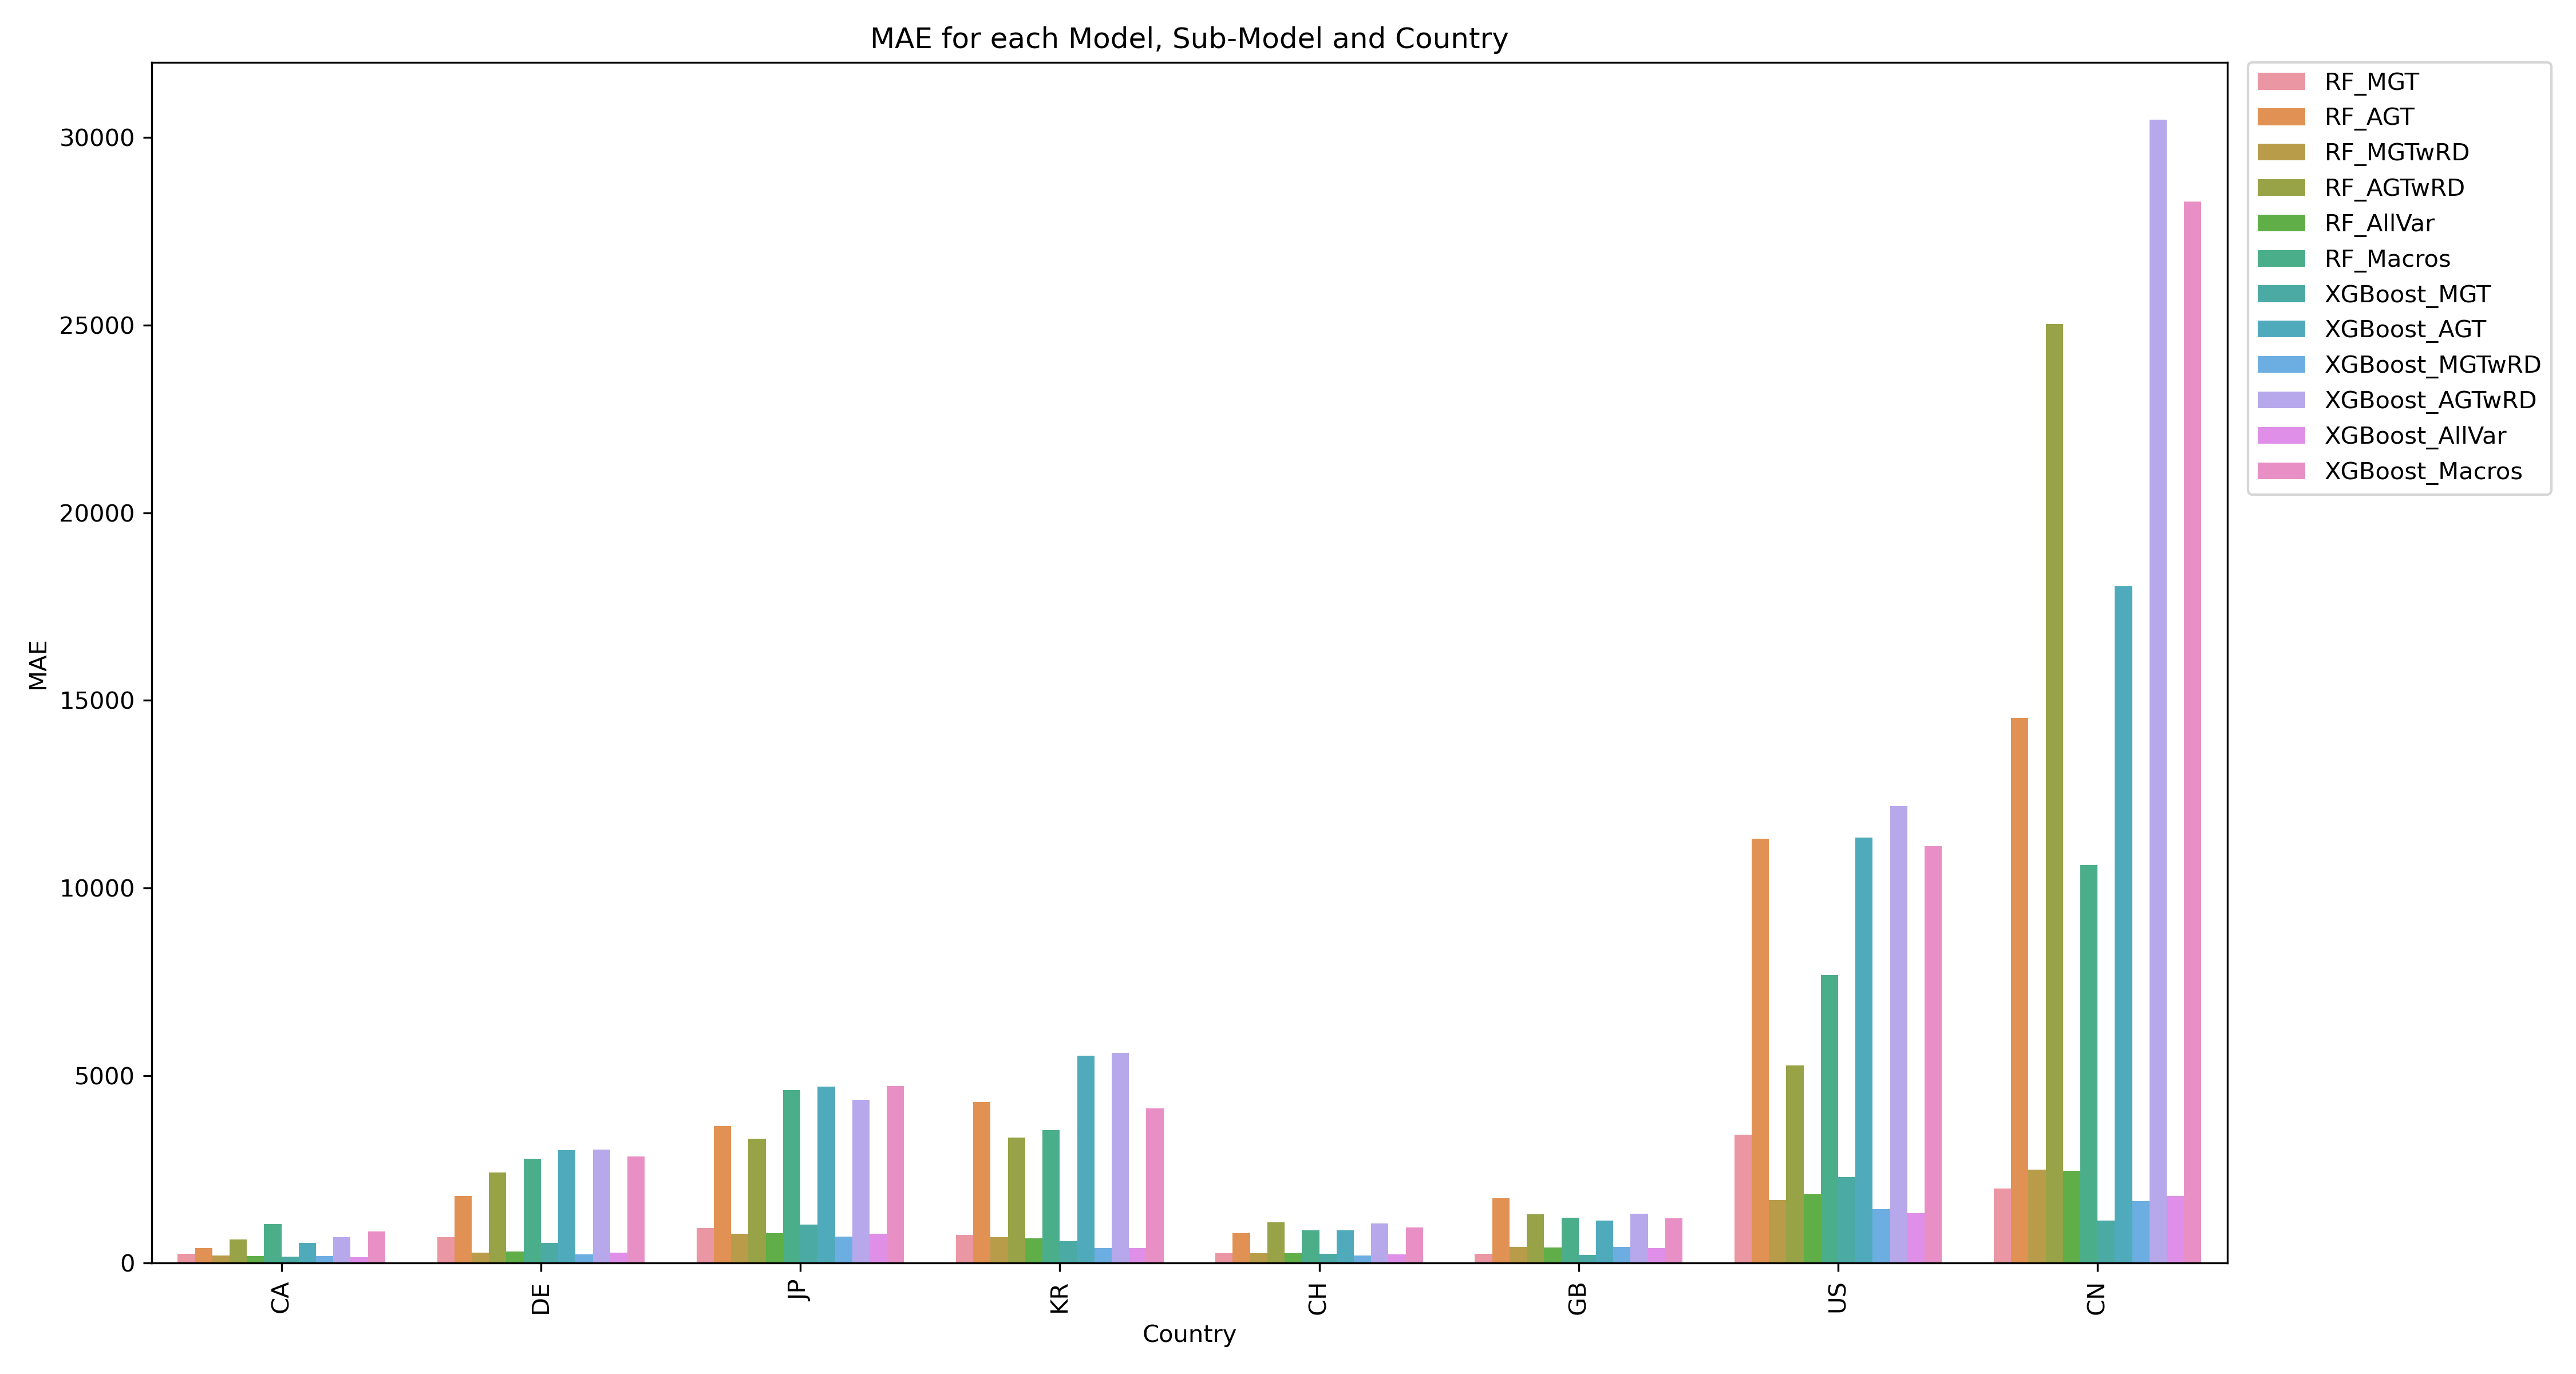 MAE for each Model, Sub-Model and Country
MAE
30000
25000
20000
15000
10000
5000
0
CA
DE
JP
KR
CH
GB
US
CN
Country
RF_MGT
RF_AGT
RF_MGTwRD
RF_AGTwRD
RF_AllVar
RF_Macros
XGBoost_MGT
XGBoost_AGT
XGBoost_MGTwRD
XGBoost_AGTwRD
XGBoost_AllVar
XGBoost_Macros